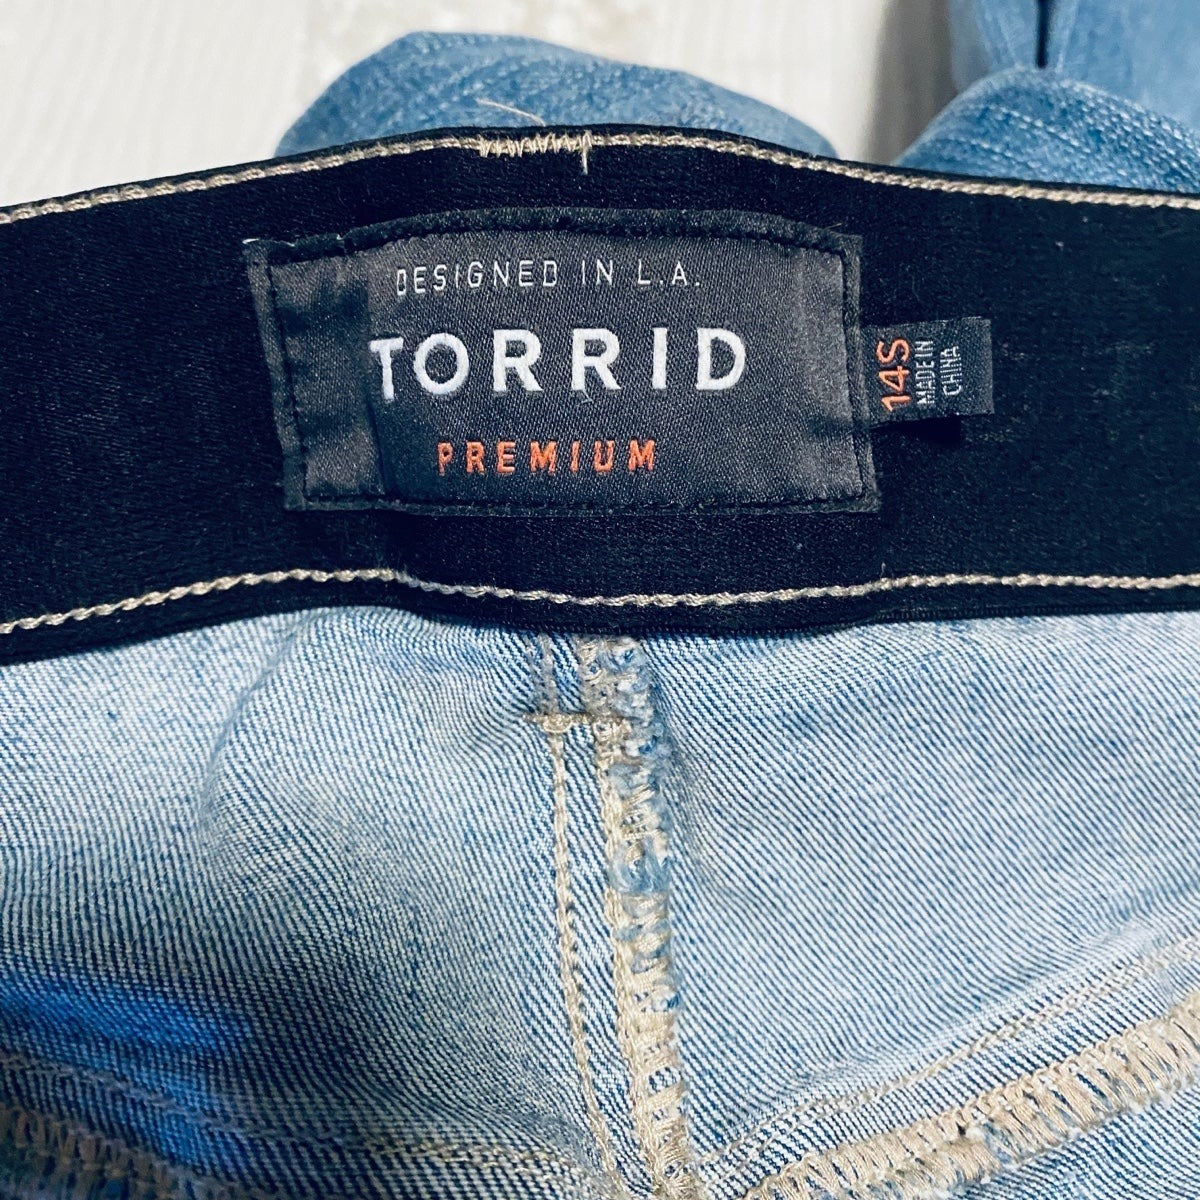 DESIGNED IN L.A.
TORRID
PREMIUM
14S
MADE IN
CHINA